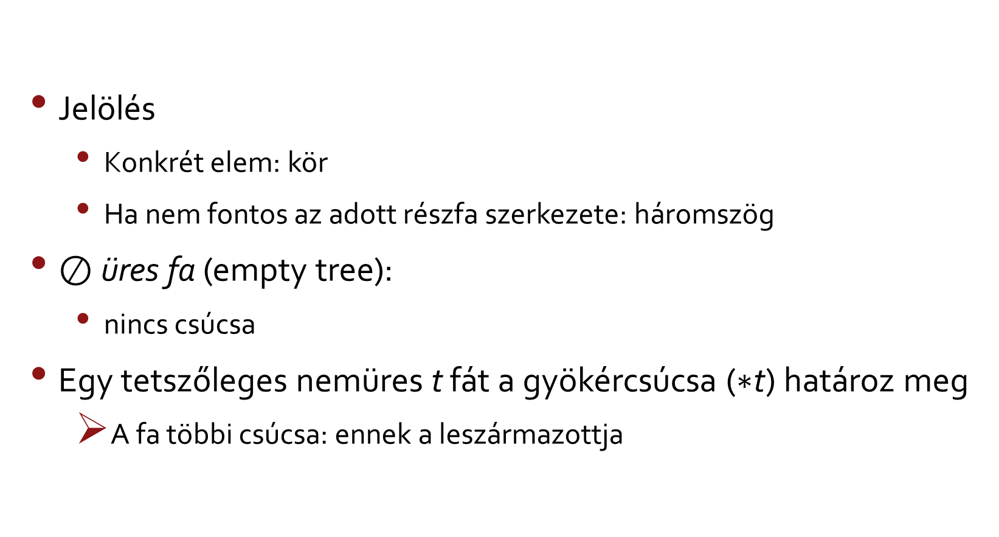 • Jelölés
• Konkrét elem: kör
• Ha nem fontos az adott részfa szerkezete: háromszög
• ∅ üres fa (empty tree):
• nincs csúcsa
• Egy tetszőleges nemüres t fát a gyökércsúcsa (∗t) határoz meg
➢ A fa többi csúcsa: ennek a leszármazottja